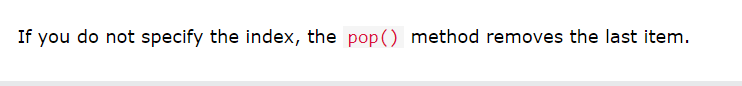 If you do not specify the index, the pop() method removes the last item.